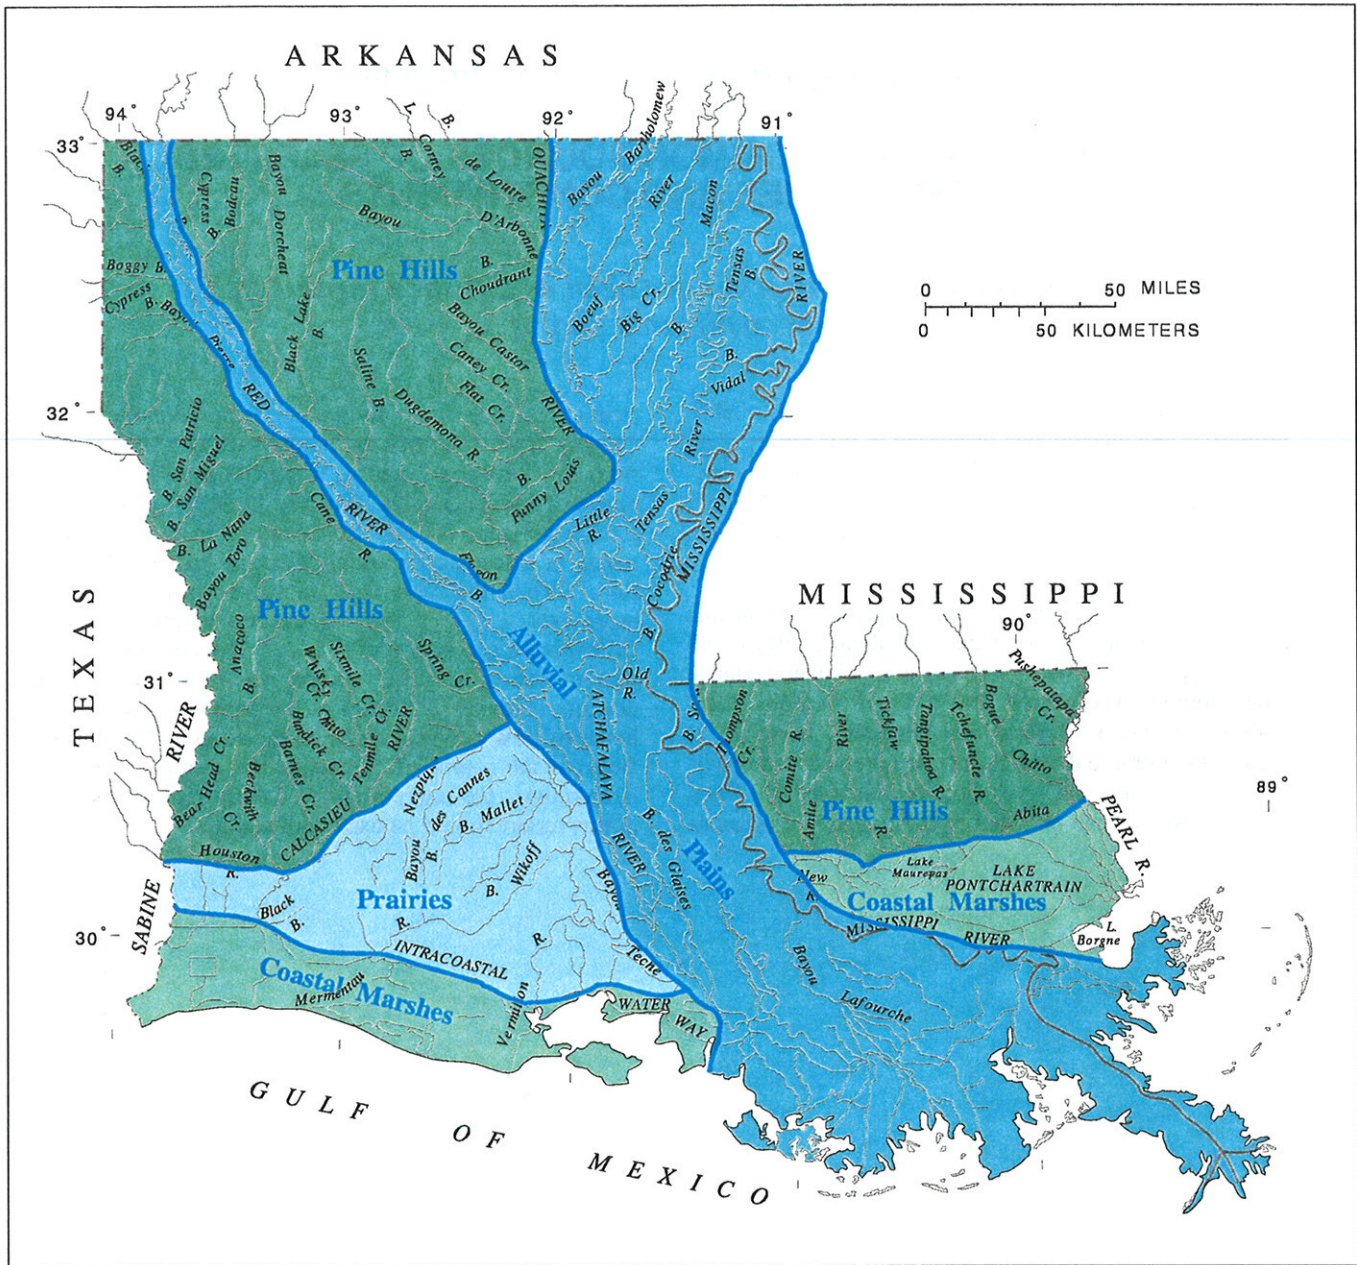 ARKANSAS
94°
93°
92°
91°
33°
Black
B.
Cypress
B.
Bodcau
Bayou
Dorcheat
L.
Corney
B.
B.
de Loutre
Bayou
D'Arbonne
OUACHITA
Bayou
Bartholomew
River
Macon
Boggy B.
Cypress
B.
Bayou
Pierre
Pine Hills
B.
Choudrant
Boeuf
Big Cr.
B.
Tensas
B.
RIVER
0 50 MILES
0 50 KILOMETERS
Black Lake
B.
Bayou Castor
Caney Cr.
Flat Cr.
Saline B.
Dugdemona R.
B.
Vidal
32°
RED
RIVER
River
B. San Patricio
B. San Miguel
B.
Funny Louis
Cane
R.
RIVER
Little
R.
Tensas
MISSISSIPPI
B. La Nana
Bayou Toro
B.
B.
Cocodrie
TEXAS
MISSISSIPPI
90°
Pine Hills
Alluvial
Anacoco
B.
Sixmile Cr.
Whisky
Cr.
Chitto
Spring Cr.
Old
R.
Pushepatapa
Cr.
31°
SABINE
RIVER
Bundick Cr.
Tenmile Cr.
RIVER
Barnes Cr.
Beckwith
Cr.
Bear Head Cr.
CALCASIEU
ATCHAFALAYA
RIVER
B.
Thompson
Cr.
Comite R.
Amite
River
Tickfaw
R.
Tangipahoa R.
Tchefuncte R.
Bogue
Chitto
89°
Nezpique
Bayou
B.
des Cannes
B. Mallet
B.
Wikoff
B.
des Glaises
Plains
Pine Hills
Abita
PEARL R.
Houston
R.
Lake
Maurepas
LAKE
PONTCHARTRAIN
New
R.
Prairies
Coastal Marshes
Black
B.
R.
R.
Bayou
Teche
MISSISSIPPI
RIVER
L.
Borgne
30°
INTRACOASTAL
WATER
WAY
Bayou
Lafourche
Coastal Marshes
Mermentau
Vermilion
GULF OF MEXICO